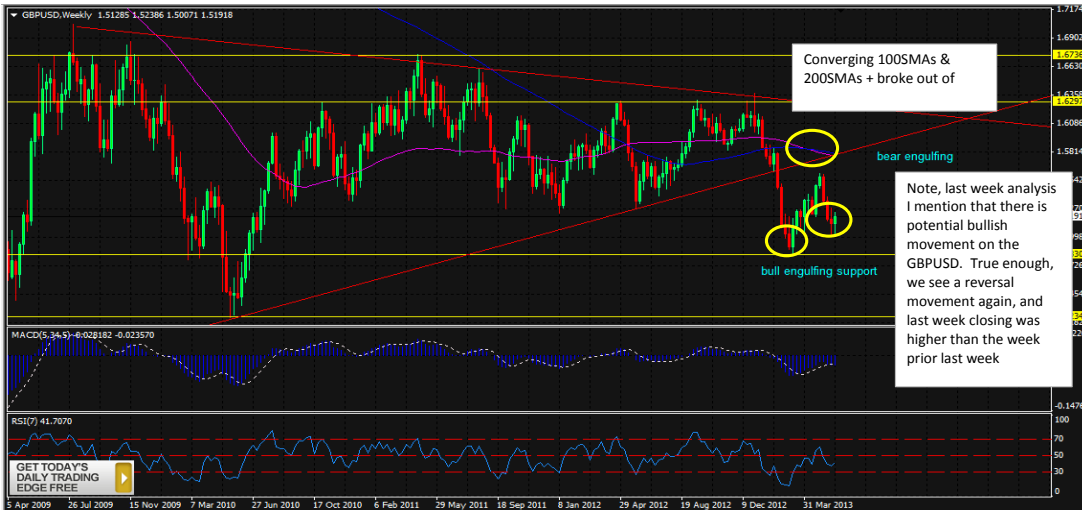 GBPUSD,Weekly 1.51285 1.52386 1.50071 1.51918
1.7174
1.6902
1.6736
1.6630
Converging 100SMAs &
200SMAs + broke out of
1.6358
1.6297
1.6086
1.5814
bear engulfing
Note, last week analysis
I mention that there is
potential bullish
movement on the
GBPUSD. True enough,
we see a reversal
movement again, and
last week closing was
higher than the week
prior last week
bull engulfing support
MACD(5,34,5) -0.028182 -0.023570
-0.1476
RSI(7) 41.7070
100
70
50
30
0
GET TODAY'S
DAILY TRADING
EDGE FREE
5 Apr 2009 26 Jul 2009 15 Nov 2009 7 Mar 2010 27 Jun 2010 17 Oct 2010 6 Feb 2011 29 May 2011 18 Sep 2011 8 Jan 2012 29 Apr 2012 19 Aug 2012 9 Dec 2012 31 Mar 2013